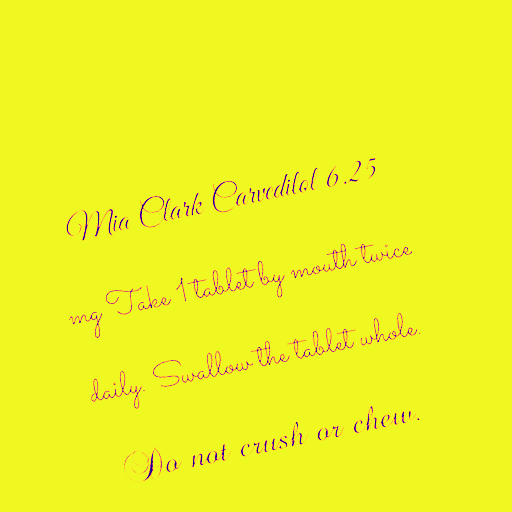 Mia Clark Carvedilol 6.25
mg Take 1 tablet by mouth twice
daily. Swallow the tablet whole.
Do not crush or chew.